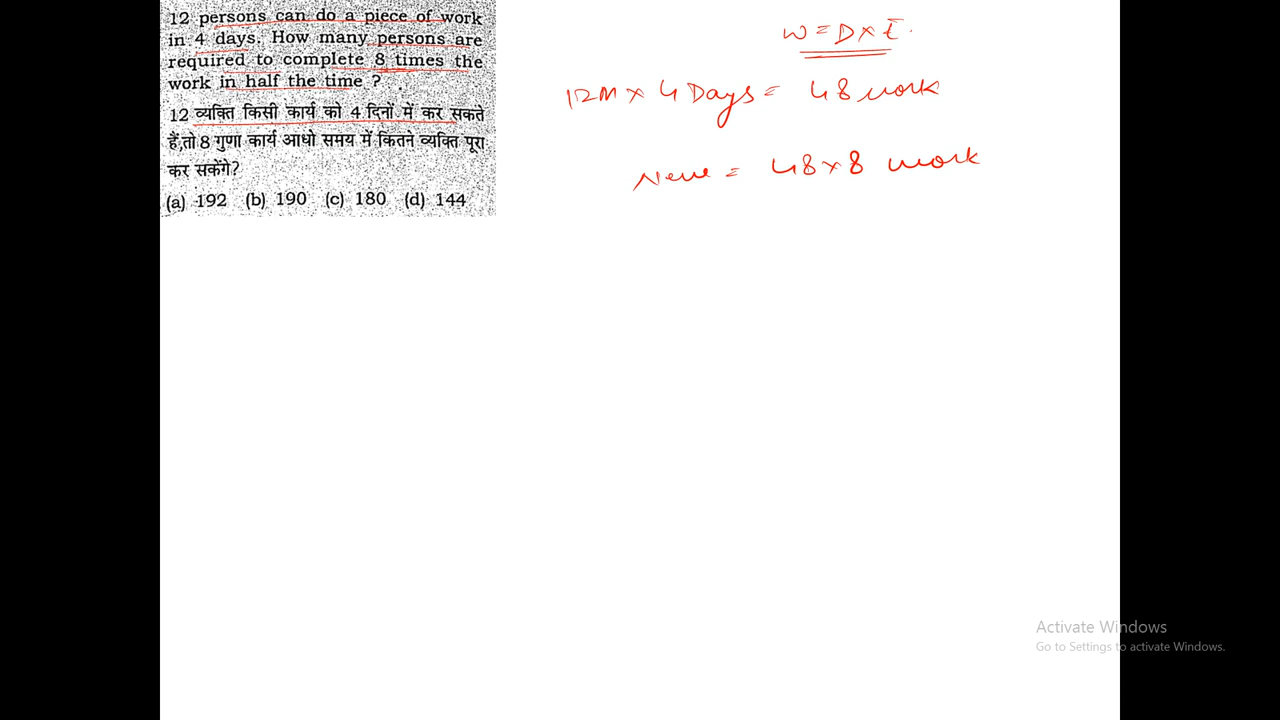 12 persons can do a piece of work
in 4 days. How many persons are
required to complete 8 times the
work in half the time ?
12 व्यक्ति किसी कार्य को 4 दिनों में कर सकते
हैं,तो 8 गुणा कार्य आधो समय में कितने व्यक्ति पूरा
कर सकेंगे?
(a) 192 (b) 190 (c) 180 (d) 144
W = D x E
12M x 4 Days = 48 work
New = 48 x 8 work
Activate Windows
Go to Settings to activate Windows.